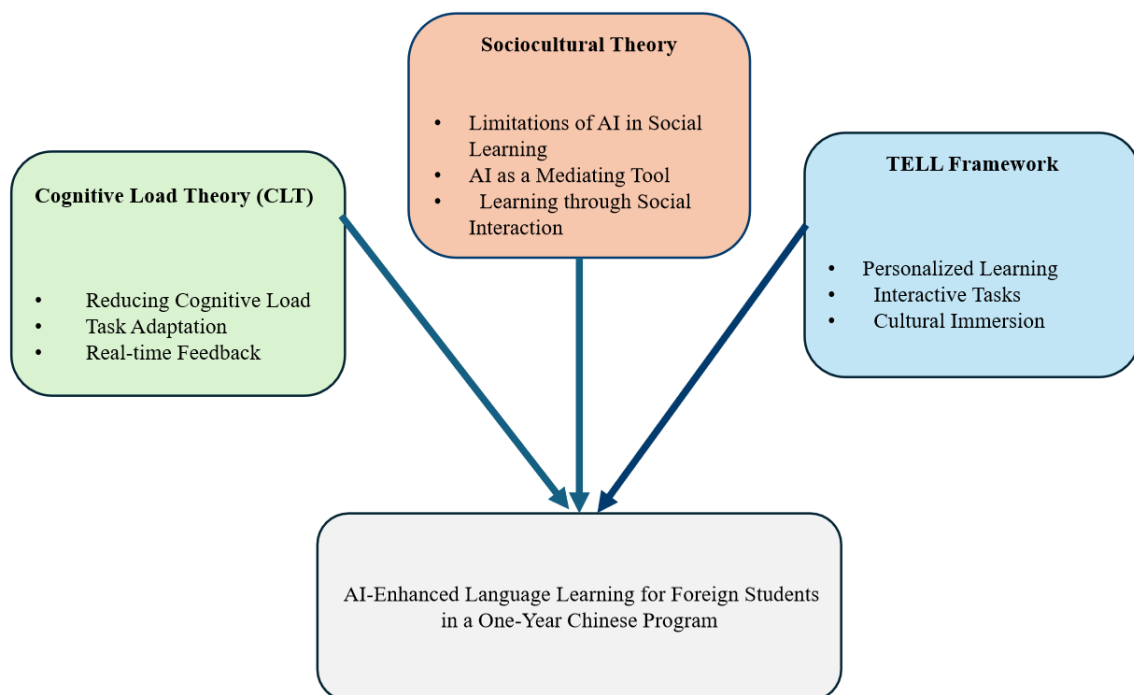 Sociocultural Theory
• Limitations of AI in Social
Learning
• AI as a Mediating Tool
• Learning through Social
Interaction
Cognitive Load Theory (CLT)
• Reducing Cognitive Load
• Task Adaptation
• Real-time Feedback
TELL Framework
• Personalized Learning
• Interactive Tasks
• Cultural Immersion
AI-Enhanced Language Learning for Foreign Students
in a One-Year Chinese Program